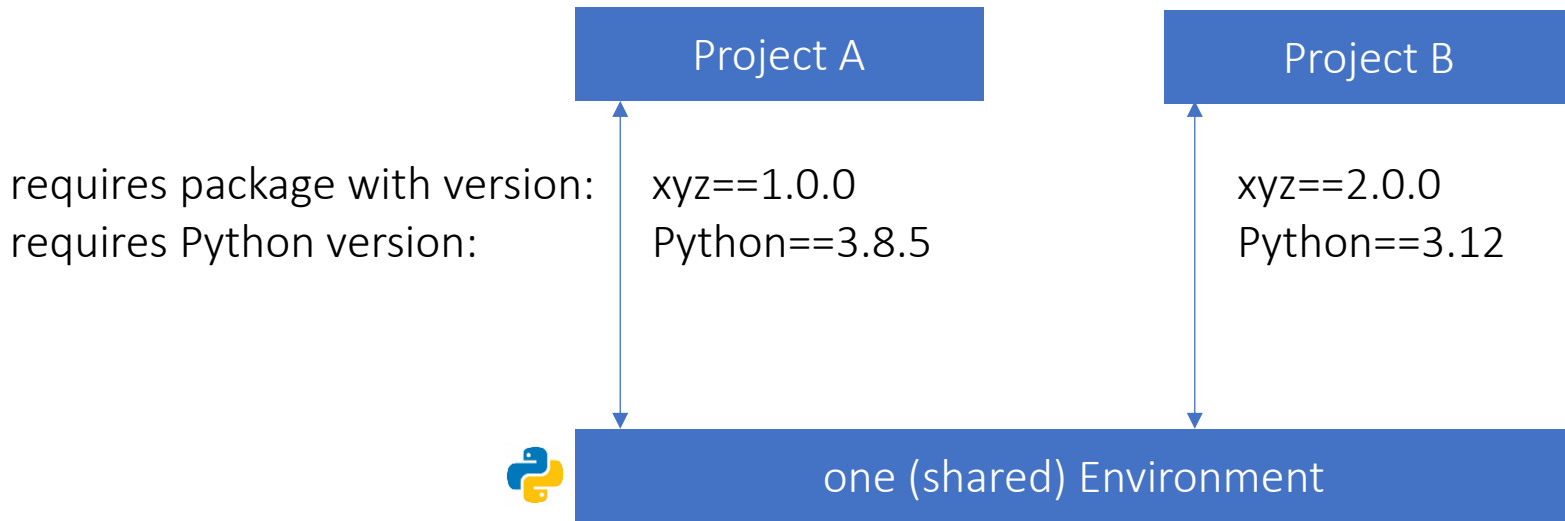 Project A
Project B
requires package with version: xyz==1.0.0 xyz==2.0.0
requires Python version: Python==3.8.5 Python==3.12
one (shared) Environment